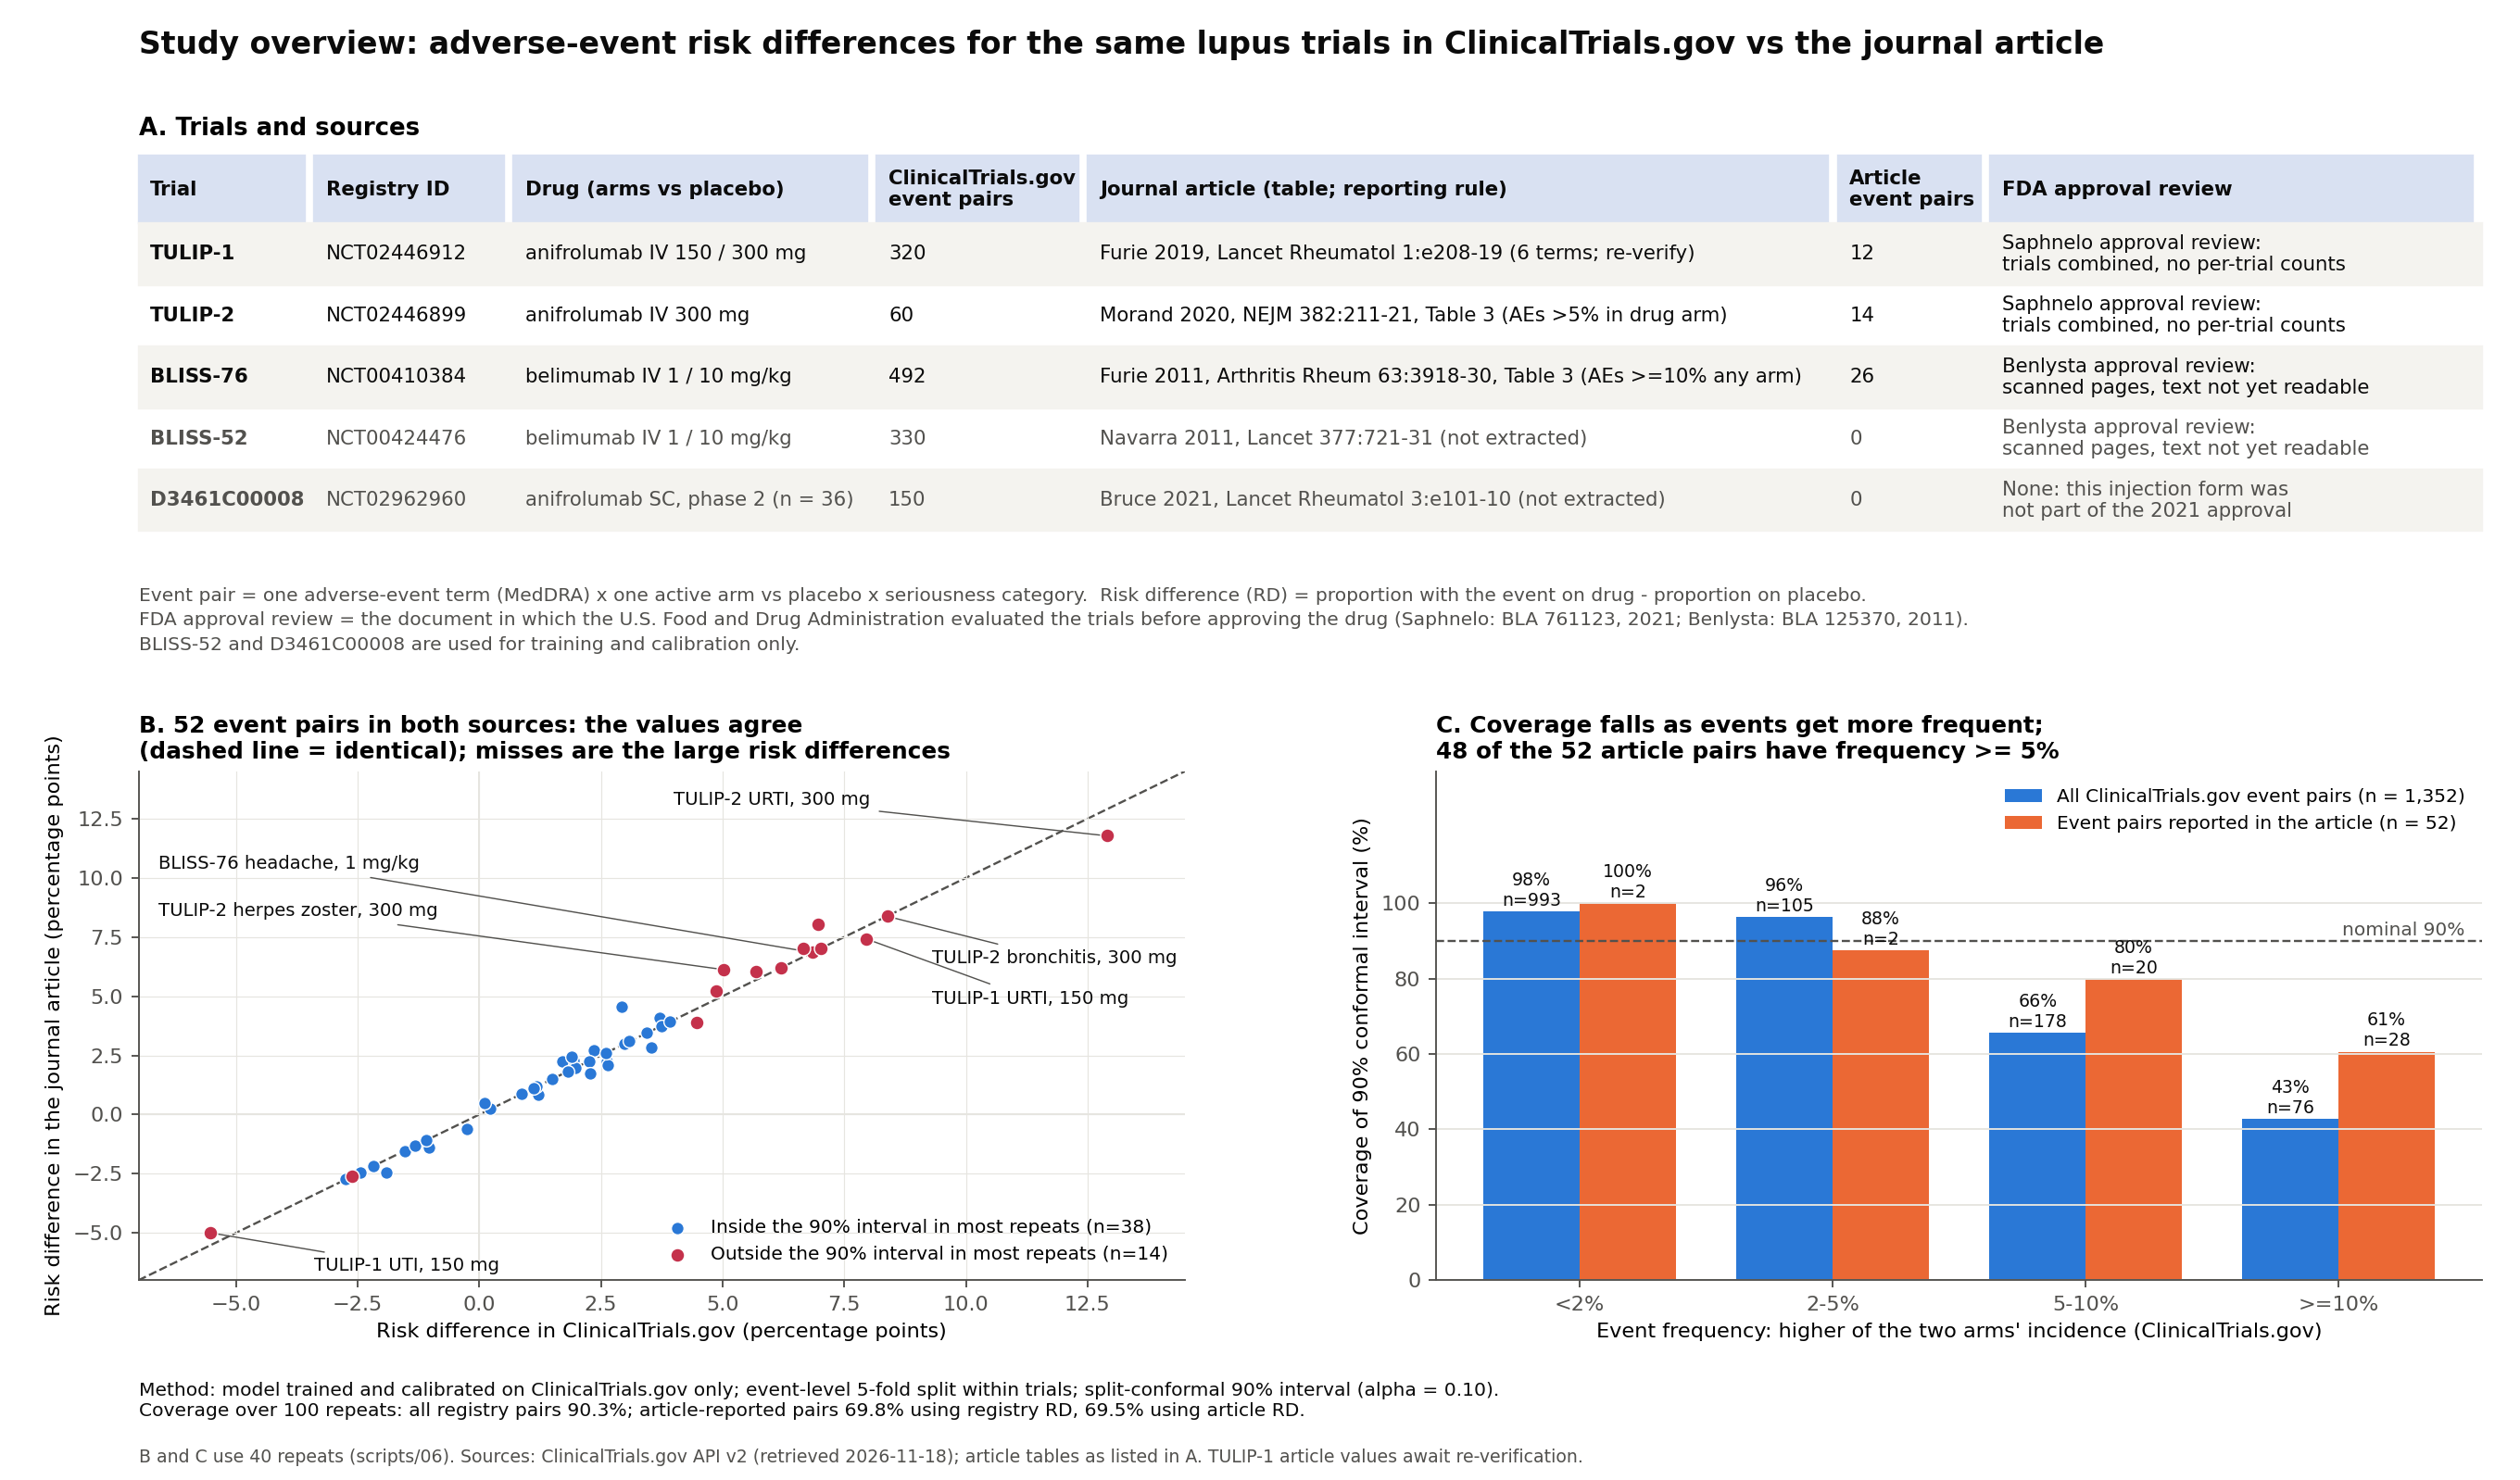 Study overview: adverse-event risk differences for the same lupus trials in ClinicalTrials.gov vs the journal article
A. Trials and sources
Trial
Registry ID
Drug (arms vs placebo)
ClinicalTrials.gov
event pairs
Journal article (table; reporting rule)
Article
event pairs
FDA approval review
TULIP-1
NCT02446912
anifrolumab IV 150 / 300 mg
320
Furie 2019, Lancet Rheumatol 1:e208-19 (6 terms; re-verify)
12
Saphnelo approval review:
trials combined, no per-trial counts
TULIP-2
NCT02446899
anifrolumab IV 300 mg
60
Morand 2020, NEJM 382:211-21, Table 3 (AEs >5% in drug arm)
14
Saphnelo approval review:
trials combined, no per-trial counts
BLISS-76
NCT00410384
belimumab IV 1 / 10 mg/kg
492
Furie 2011, Arthritis Rheum 63:3918-30, Table 3 (AEs >=10% any arm)
26
Benlysta approval review:
scanned pages, text not yet readable
BLISS-52
NCT00424476
belimumab IV 1 / 10 mg/kg
330
Navarra 2011, Lancet 377:721-31 (not extracted)
0
Benlysta approval review:
scanned pages, text not yet readable
D3461C00008
NCT02962960
anifrolumab SC, phase 2 (n = 36)
150
Bruce 2021, Lancet Rheumatol 3:e101-10 (not extracted)
0
None: this injection form was
not part of the 2021 approval
Event pair = one adverse-event term (MedDRA) x one active arm vs placebo x seriousness category.  Risk difference (RD) = proportion with the event on drug - proportion on placebo.
FDA approval review = the document in which the U.S. Food and Drug Administration evaluated the trials before approving the drug (Saphnelo: BLA 761123, 2021; Benlysta: BLA 125370, 2011).
BLISS-52 and D3461C00008 are used for training and calibration only.
B. 52 event pairs in both sources: the values agree
(dashed line = identical); misses are the large risk differences
Risk difference in the journal article (percentage points)
12.5
10.0
7.5
5.0
2.5
0.0
−2.5
−5.0
TULIP-2 URTI, 300 mg
BLISS-76 headache, 1 mg/kg
TULIP-2 herpes zoster, 300 mg
TULIP-2 bronchitis, 300 mg
TULIP-1 URTI, 150 mg
TULIP-1 UTI, 150 mg
Inside the 90% interval in most repeats (n=38)
Outside the 90% interval in most repeats (n=14)
−5.0
−2.5
0.0
2.5
5.0
7.5
10.0
12.5
Risk difference in ClinicalTrials.gov (percentage points)
C. Coverage falls as events get more frequent;
48 of the 52 article pairs have frequency >= 5%
Coverage of 90% conformal interval (%)
100
80
60
40
20
0
All ClinicalTrials.gov event pairs (n = 1,352)
Event pairs reported in the article (n = 52)
nominal 90%
98%
n=993
100%
n=2
96%
n=105
88%
n=2
66%
n=178
80%
n=20
43%
n=76
61%
n=28
<2%
2-5%
5-10%
>=10%
Event frequency: higher of the two arms' incidence (ClinicalTrials.gov)
Method: model trained and calibrated on ClinicalTrials.gov only; event-level 5-fold split within trials; split-conformal 90% interval (alpha = 0.10).
Coverage over 100 repeats: all registry pairs 90.3%; article-reported pairs 69.8% using registry RD, 69.5% using article RD.
B and C use 40 repeats (scripts/06). Sources: ClinicalTrials.gov API v2 (retrieved 2026-11-18); article tables as listed in A. TULIP-1 article values await re-verification.